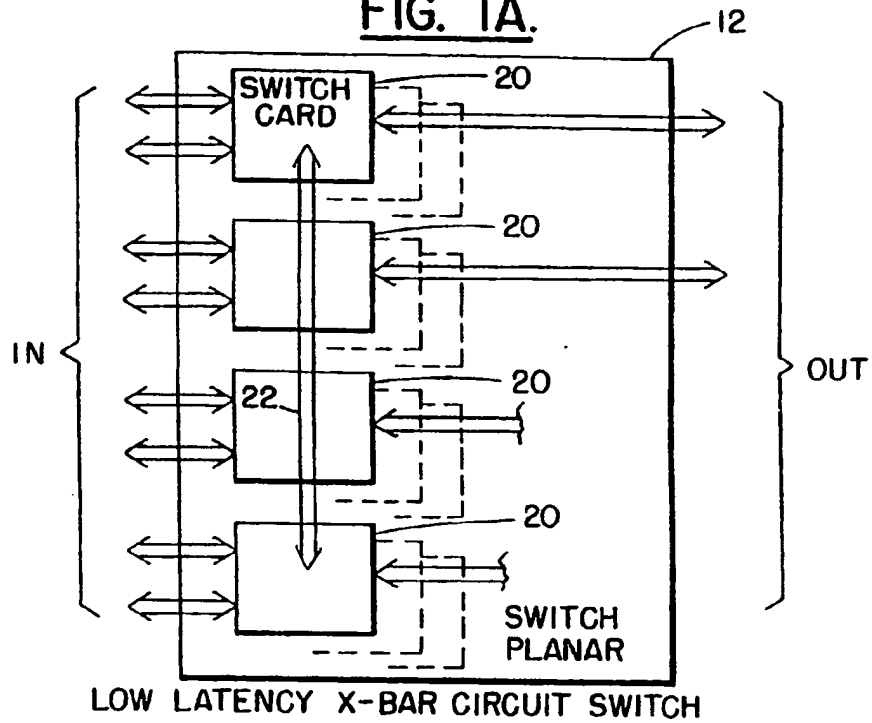 FIG. 1A.
12
SWITCH
CARD
20
20
IN
OUT
22
20
20
SWITCH
PLANAR
LOW LATENCY X-BAR CIRCUIT SWITCH